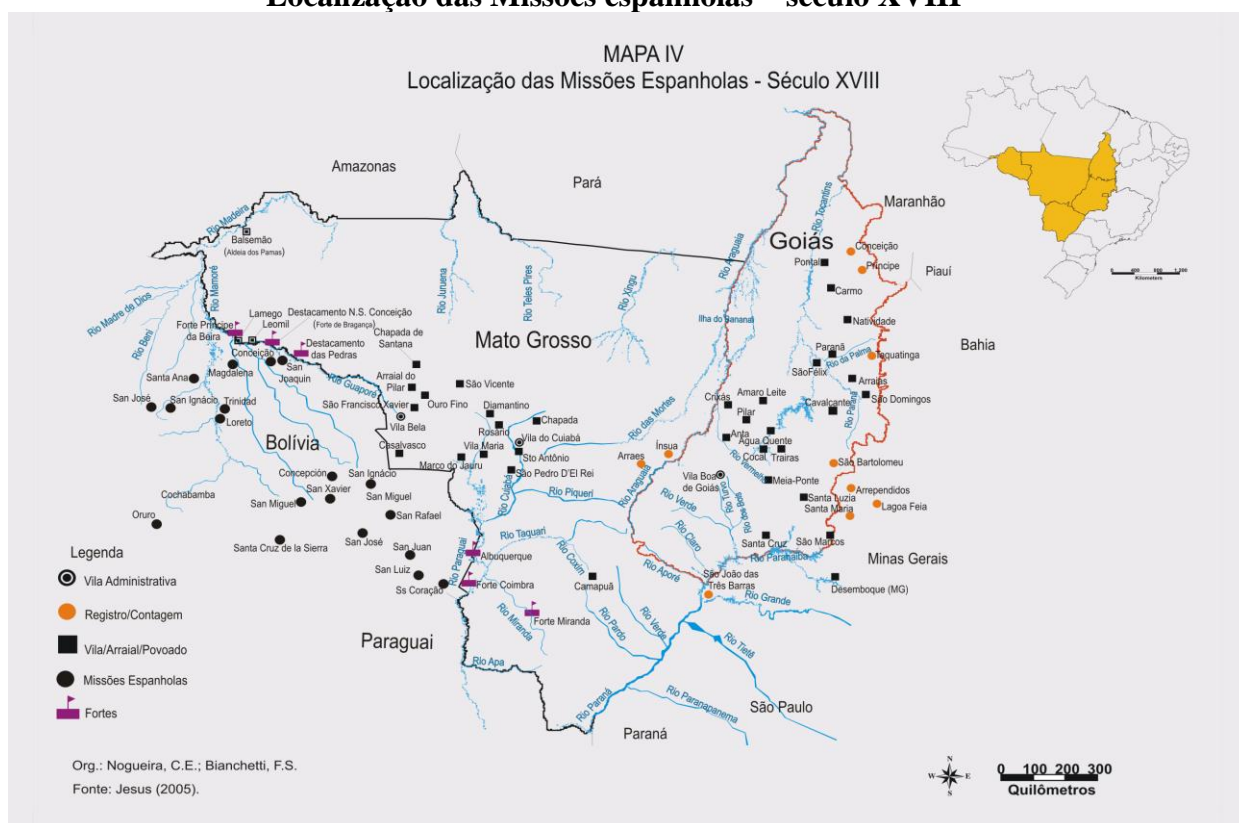 Localização das Missões espanholas – século XVIII
MAPA IV
Localização das Missões Espanholas - Século XVIII
Amazonas
Pará
Maranhão
Piauí
Bahia
Minas Gerais
São Paulo
Paraná
Paraguai
Bolívia
Mato Grosso
Goiás
Kilometers
Rio Madeira
Balsemão
(Aldeia dos Pamas)
Rio Mamoré
Rio Madre de Dios
Rio Beni
Forte Príncipe
da Beira
Lamego
Leomil
Destacamento N.S. Conceição
(Forte de Bragança)
Destacamento
das Pedras
Conceição
San
Joaquin
Magdalena
Santa Ana
San José
San Ignácio
Trinidad
Loreto
Rio Guaporé
Chapada de
Santana
Arraial do
Pilar
São Francisco Xavier
Ouro Fino
Vila Bela
Casalvasco
São Vicente
Diamantino
Rosário
Chapada
Vila do Cuiabá
Vila Maria
Sto Antônio
Marco do Jauru
São Pedro D'El Rei
Rio Cuiabá
Rio Juruena
Rio Teles Pires
Rio Xingu
Rio Araguaia
Ilha do Bananal
Rio das Mortes
Rio Tocantins
Conceição
Príncipe
Pontal
Carmo
Natividade
Paranã
Rio da Palma
Taguatinga
SãoFélix
Arraias
São Domingos
Rio Paranã
Cavalcante
Amaro Leite
Crixás
Pilar
Anta
Água Quente
Cocal
Trairas
Rio Vermelho
São Bartolomeu
Ínsua
Arraes
Rio Araguaia
Vila Boa
de Goiás
Meia-Ponte
Arrependidos
Santa Luzia
Santa Maria
Lagoa Feia
Rio Turvo
Rio dos Bois
Rio Verde
Rio Claro
Santa Cruz
São Marcos
Rio Paranaíba
Rio Piqueri
Concepción
San Ignácio
San Xavier
San Miguel
San Miguel
San Rafael
Cochabamba
Oruro
Santa Cruz de la Sierra
San José
San Juan
San Luiz
Ss Coração
Rio Paraguai
Rio Taquari
Albuquerque
Forte Coimbra
Rio Coxim
Camapuã
Rio Miranda
Forte Miranda
Rio Pardo
Rio Verde
Rio Aporé
São João das
Três Barras
Rio Grande
Desemboque (MG)
Rio Apa
Rio Tietê
Rio Paraná
Rio Paranapanema
Legenda
Vila Administrativa
Registro/Contagem
Vila/Arraial/Povoado
Missões Espanholas
Fortes
Org.: Nogueira, C.E.; Bianchetti, F.S.
Fonte: Jesus (2005).
N
W E
S
0 100 200 300
Quilômetros